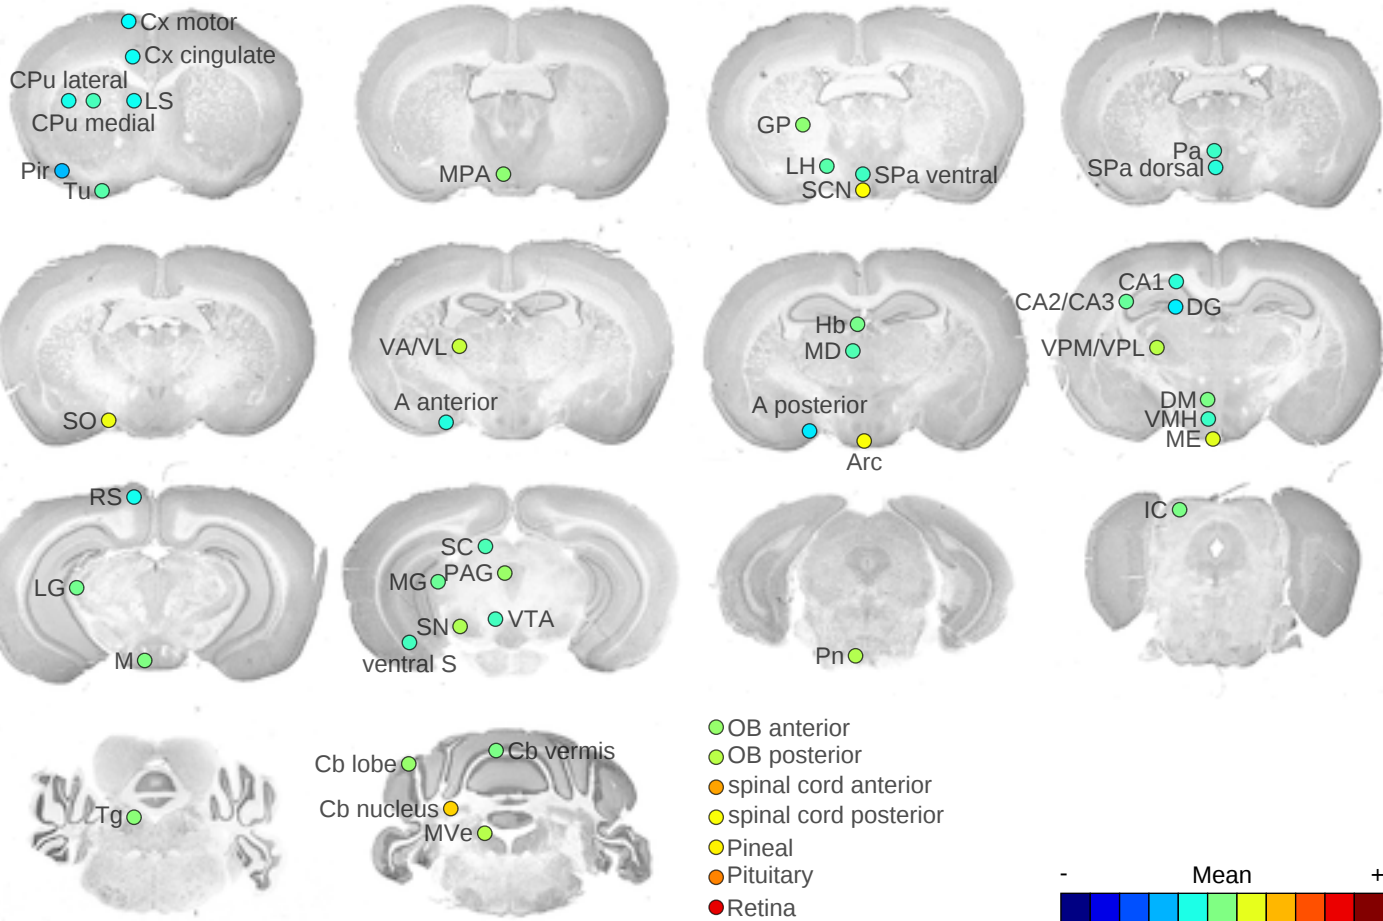 Cx motor
Cx cingulate
CPu lateral
LS
CPu medial
Pir
Tu
MPA
GP
LH
SPa ventral
SCN
Pa
SPa dorsal
SO
VA/VL
A anterior
Hb
MD
A posterior
Arc
CA1
CA2/CA3
DG
VPM/VPL
DM
VMH
ME
RS
LG
M
SC
MG
PAG
SN
VTA
ventral S
Pn
IC
Tg
Cb lobe
Cb vermis
Cb nucleus
MVe
OB anterior
OB posterior
spinal cord anterior
spinal cord posterior
Pineal
Pituitary
Retina
- Mean +